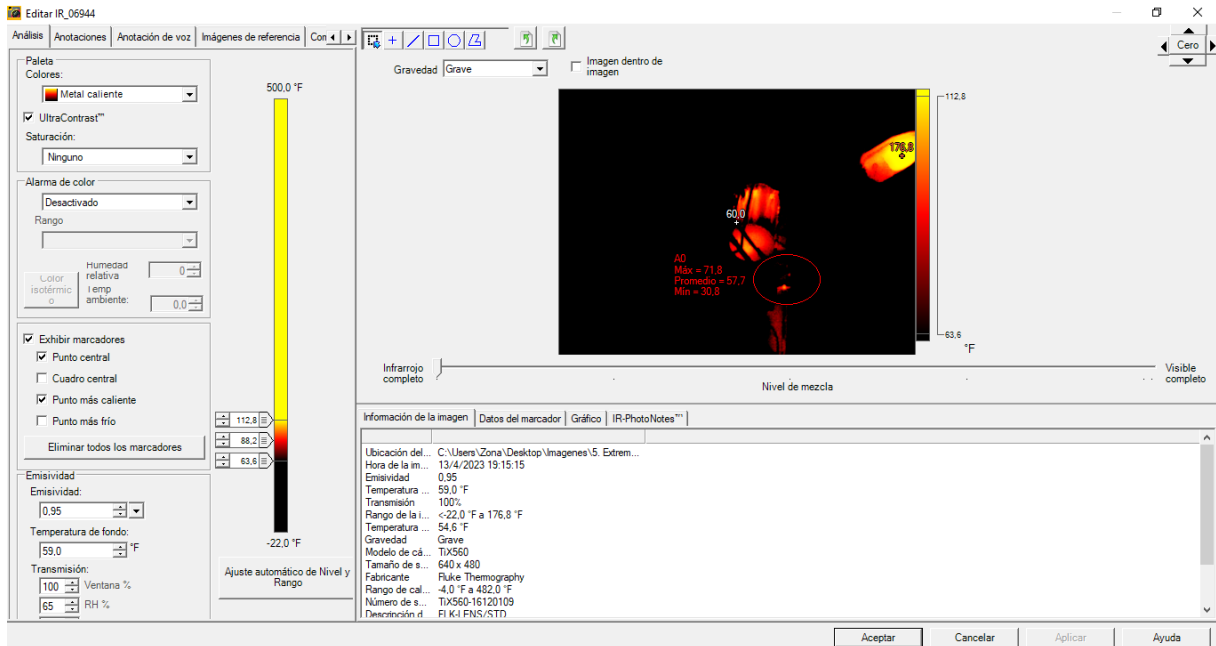 Editar IR_06944
Análisis Anotaciones Anotación de voz Imágenes de referencia Con
Paleta
Colores:
Metal caliente
UltraContrast™
Saturación:
Ninguno
Alarma de color
Desactivado
Rango
Color isotérmic o
Humedad relativa
0
Temp ambiente:
0,0
Exhibir marcadores
Punto central
Cuadro central
Punto más caliente
Punto más frío
Eliminar todos los marcadores
Emisividad
Emisividad:
0,95
Temperatura de fondo:
59,0 °F
Transmisión:
100 Ventana %
65 RH %
500,0 °F
112,8
88,2
63,6
-22,0 °F
Ajuste automático de Nivel y
Rango
Gravedad Grave
Imagen dentro de
imagen
Cero
112,8
176,8
60,0
A0
Máx = 71,8
Promedio = 57,7
Mín = 30,8
63,6
°F
Infrarrojo
completo
Nivel de mezcla
Visible
completo
Información de la imagen Datos del marcador Gráfico IR-PhotoNotes™
Ubicación del... C:\Users\Zona\Desktop\Imagenes\5. Extrem...
Hora de la im... 13/4/2023 19:15:15
Emisividad 0,95
Temperatura ... 59,0 °F
Transmisión 100%
Rango de la i... <-22,0 °F a 176,8 °F
Temperatura ... 54,6 °F
Gravedad Grave
Modelo de cá... TiX560
Tamaño de s... 640 x 480
Fabricante Fluke Thermography
Rango de cal... -4,0 °F a 482,0 °F
Número de s... TiX560-16120109
Descripción d... FLK-LENS/STD
Aceptar Cancelar Aplicar Ayuda